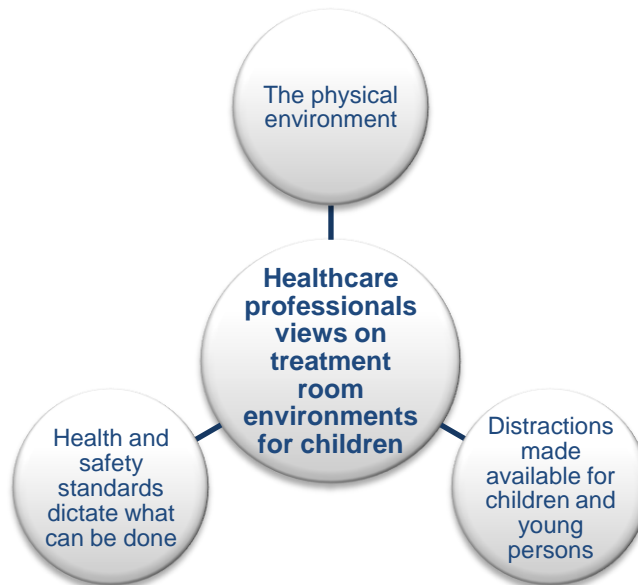 The physical
environment
Healthcare
professionals
views on
treatment
room
environments
for children
Health and
safety
standards
dictate what
can be done
Distractions
made
available for
children and
young
persons